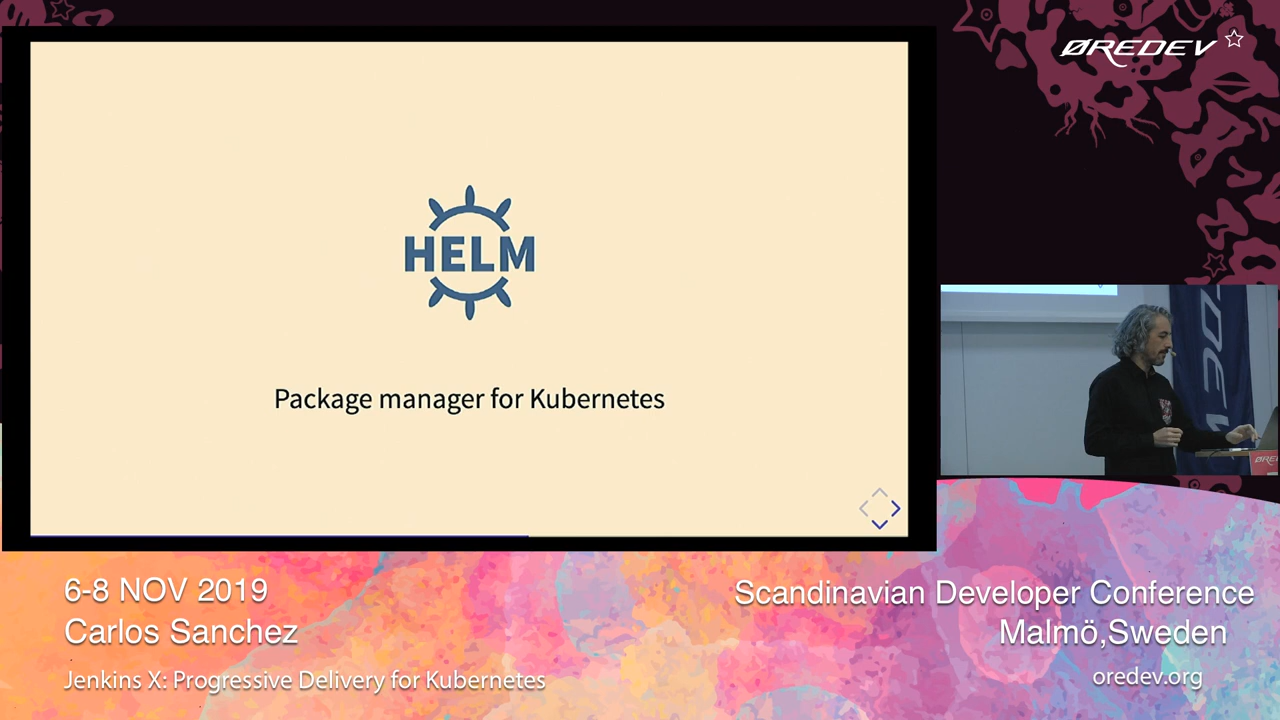 ØREDEV
HELM
Package manager for Kubernetes
6-8 NOV 2019
Carlos Sanchez
Jenkins X: Progressive Delivery for Kubernetes
Scandinavian Developer Conference
Malmö,Sweden
oredev.org